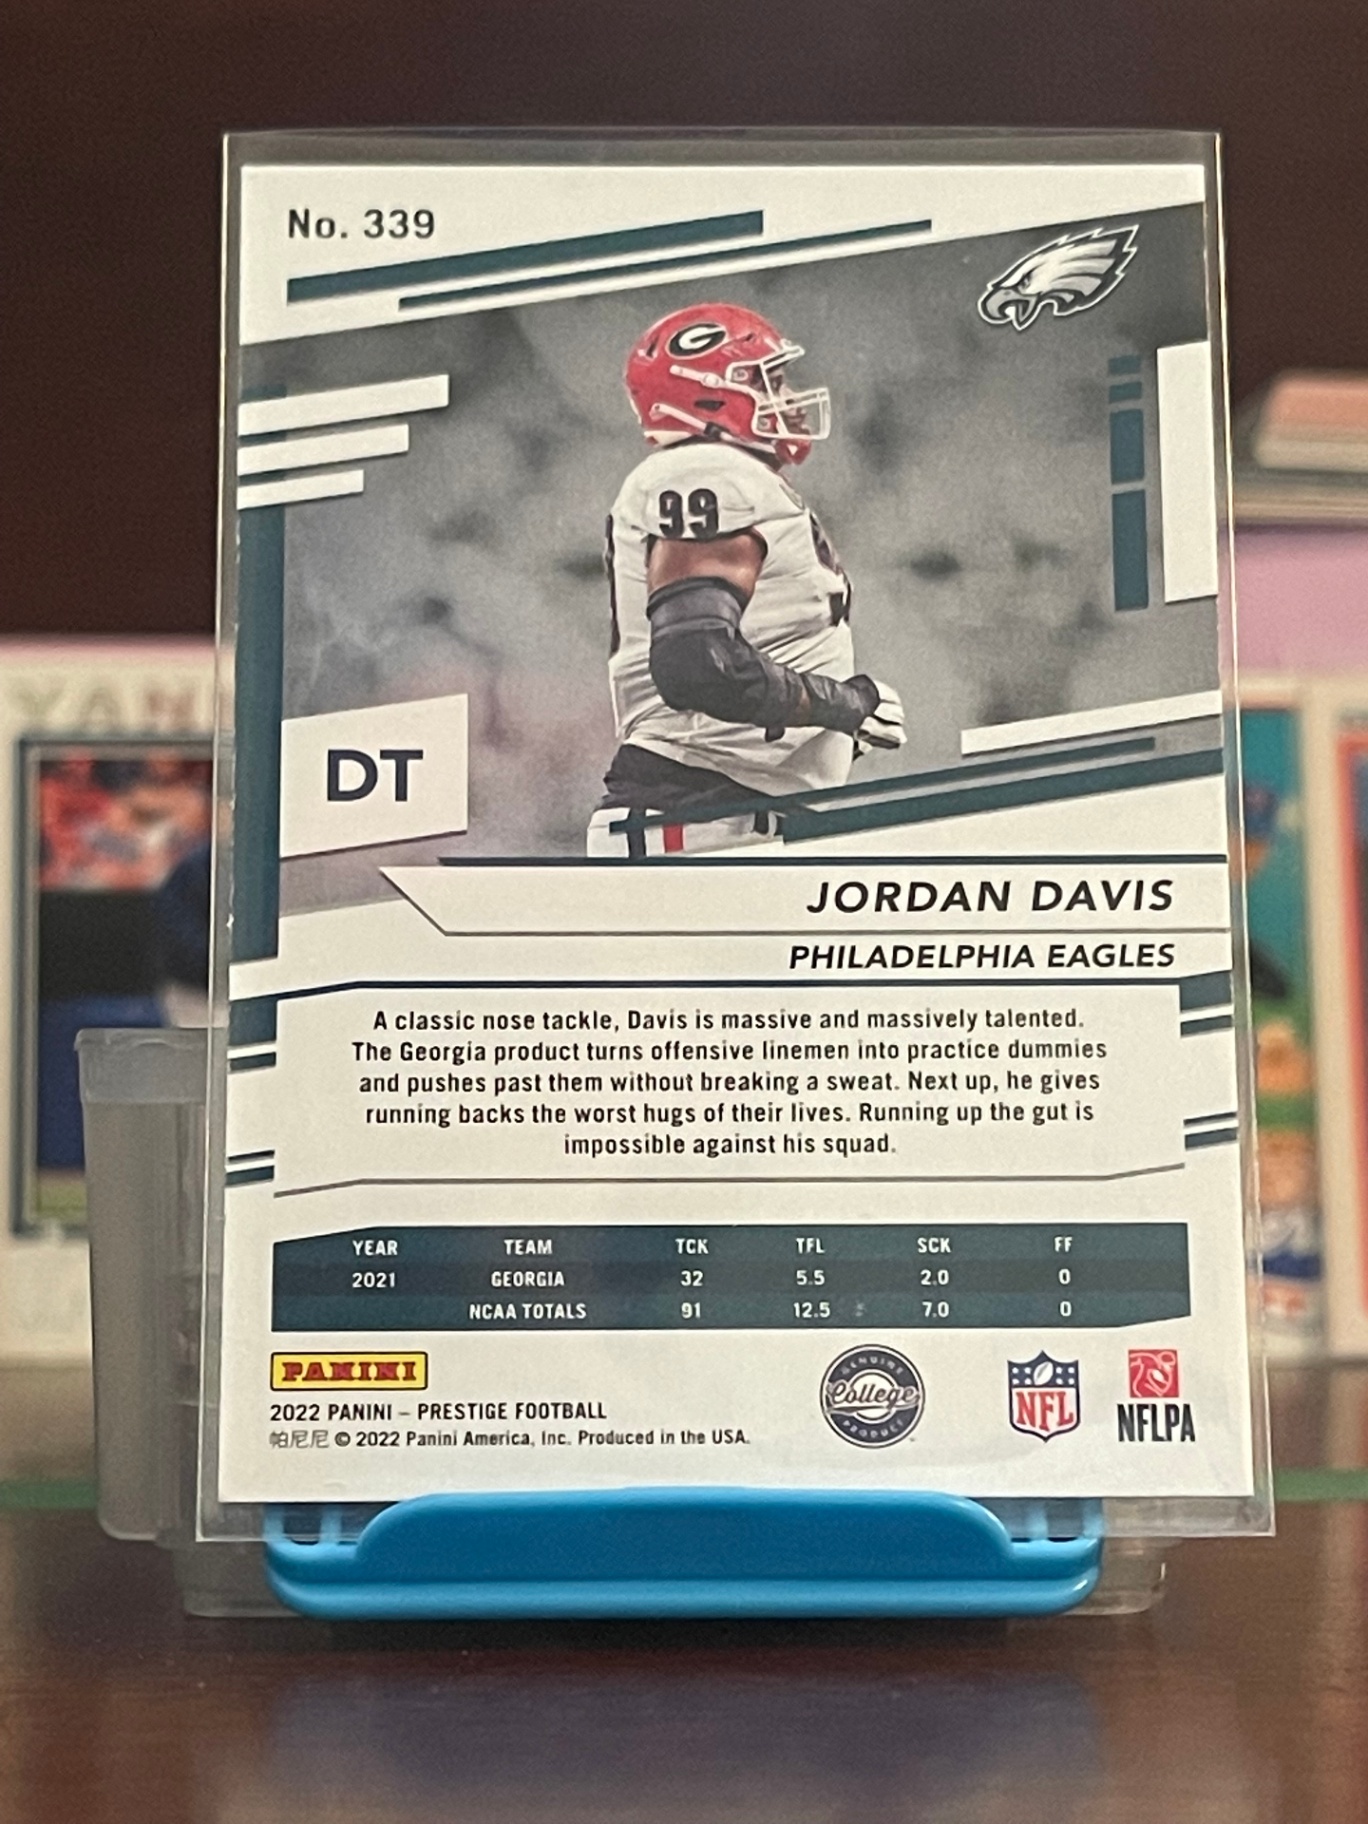 No. 339
G
99
DT
JORDAN DAVIS
PHILADELPHIA EAGLES
A classic nose tackle, Davis is massive and massively talented.
The Georgia product turns offensive linemen into practice dummies
and pushes past them without breaking a sweat. Next up, he gives
running backs the worst hugs of their lives. Running up the gut is
impossible against his squad.
YEAR TEAM TCK TFL SCK FF
2021 GEORGIA 32 5.5 2.0 0
NCAA TOTALS 91 12.5 7.0 0
PANINI
GENUINE
College
PRODUCT
NFL
NFLPA
2022 PANINI – PRESTIGE FOOTBALL
帕尼尼 © 2022 Panini America, Inc. Produced in the USA.